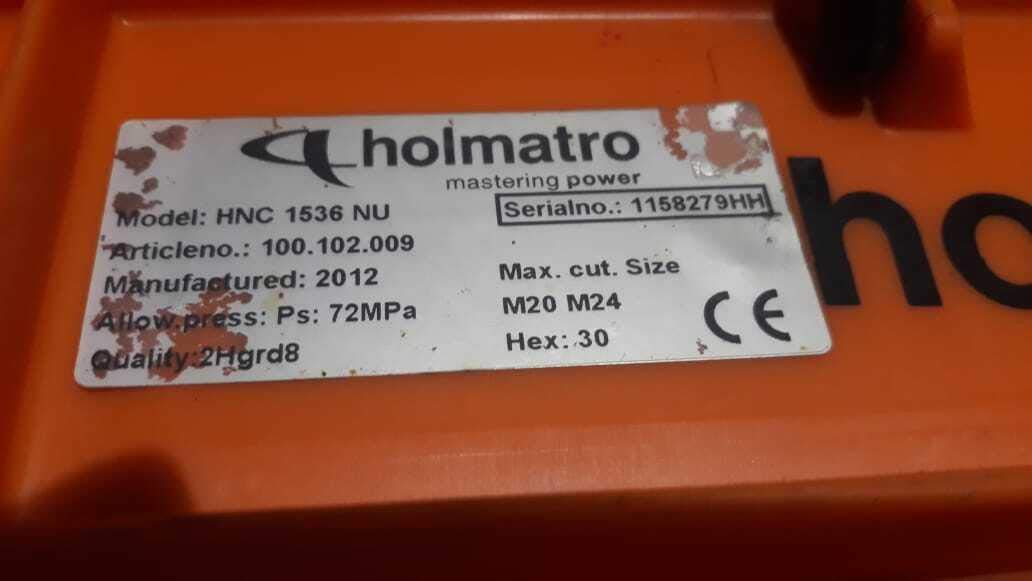 holmatro
mastering power
Model: HNC 1536 NU
Serialno.: 1158279HH
Articleno.: 100.102.009
Manufactured: 2012
Allow.press: Ps: 72MPa
Quality:2Hgrd8
Max. cut. Size
M20 M24
Hex: 30
CE
ho